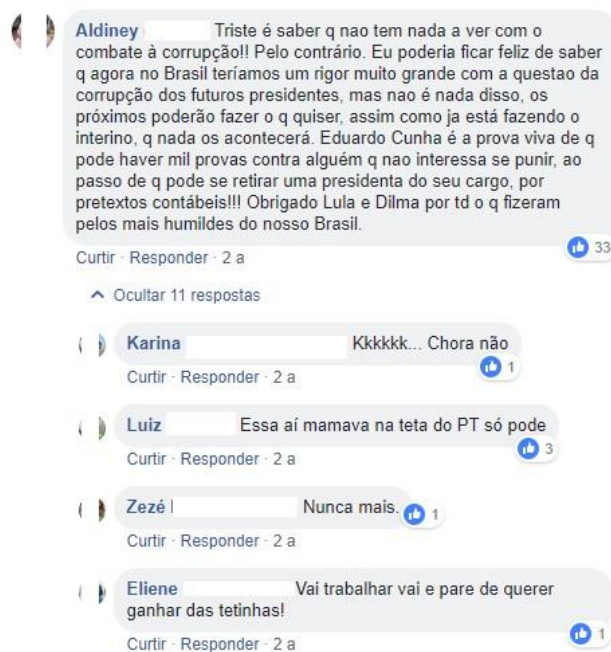 Aldiney Triste é saber q nao tem nada a ver com o
combate à corrupção!! Pelo contrário. Eu poderia ficar feliz de saber
q agora no Brasil teríamos um rigor muito grande com a questao da
corrupção dos futuros presidentes, mas nao é nada disso, os
próximos poderão fazer o q quiser, assim como ja está fazendo o
interino, q nada os acontecerá. Eduardo Cunha é a prova viva de q
pode haver mil provas contra alguém q nao interessa se punir, ao
passo de q pode se retirar uma presidenta do seu cargo, por
pretextos contábeis!!! Obrigado Lula e Dilma por td o q fizeram
pelos mais humildes do nosso Brasil.
33
Curtir · Responder · 2 a
Ocultar 11 respostas
Karina Kkkkkk... Chora não
1
Curtir · Responder · 2 a
Luiz Essa aí mamava na teta do PT só pode
3
Curtir · Responder · 2 a
Zezé Nunca mais.
1
Curtir · Responder · 2 a
Eliene Vai trabalhar vai e pare de querer
ganhar das tetinhas!
1
Curtir · Responder · 2 a